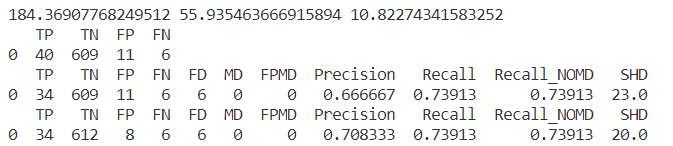 184.36907768249512 55.935463666915894 10.82274341583252
TP TN FP FN
0 40 609 11 6
TP TN FP FN FD MD FPMD Precision Recall Recall_NOMD SHD
0 34 609 11 6 6 0 0 0.666667 0.73913 0.73913 23.0
TP TN FP FN FD MD FPMD Precision Recall Recall_NOMD SHD
0 34 612 8 6 6 0 0 0.708333 0.73913 0.73913 20.0